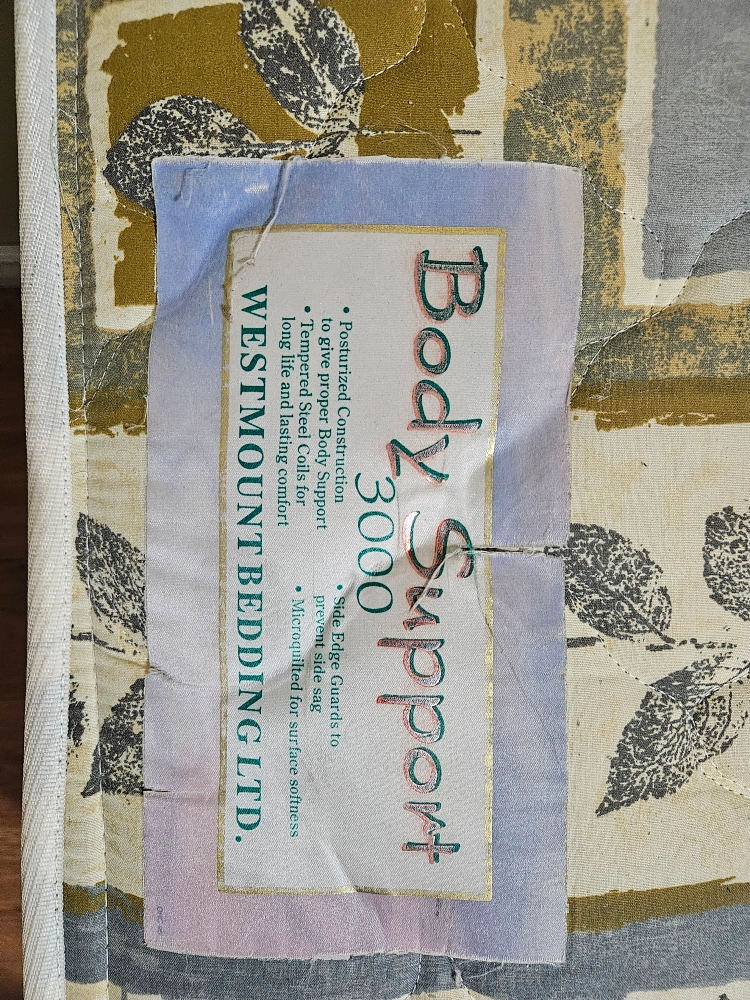 Body Support
3000
• Posturized Construction
to give proper Body Support
• Tempered Steel Coils for
long life and lasting comfort
• Side Edge Guards to
prevent side sag
• Microquilted for surface softness
WESTMOUNT BEDDING LTD.